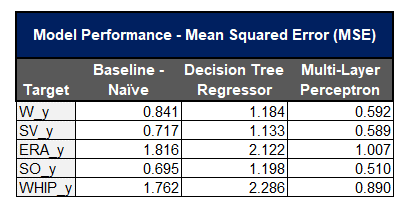 Model Performance - Mean Squared Error (MSE)
Baseline - Decision Tree Multi-Layer
Target Naïve Regressor Perceptron
W_y 0.841 1.184 0.592
SV_y 0.717 1.133 0.589
ERA_y 1.816 2.122 1.007
SO_y 0.695 1.198 0.510
WHIP_y 1.762 2.286 0.890